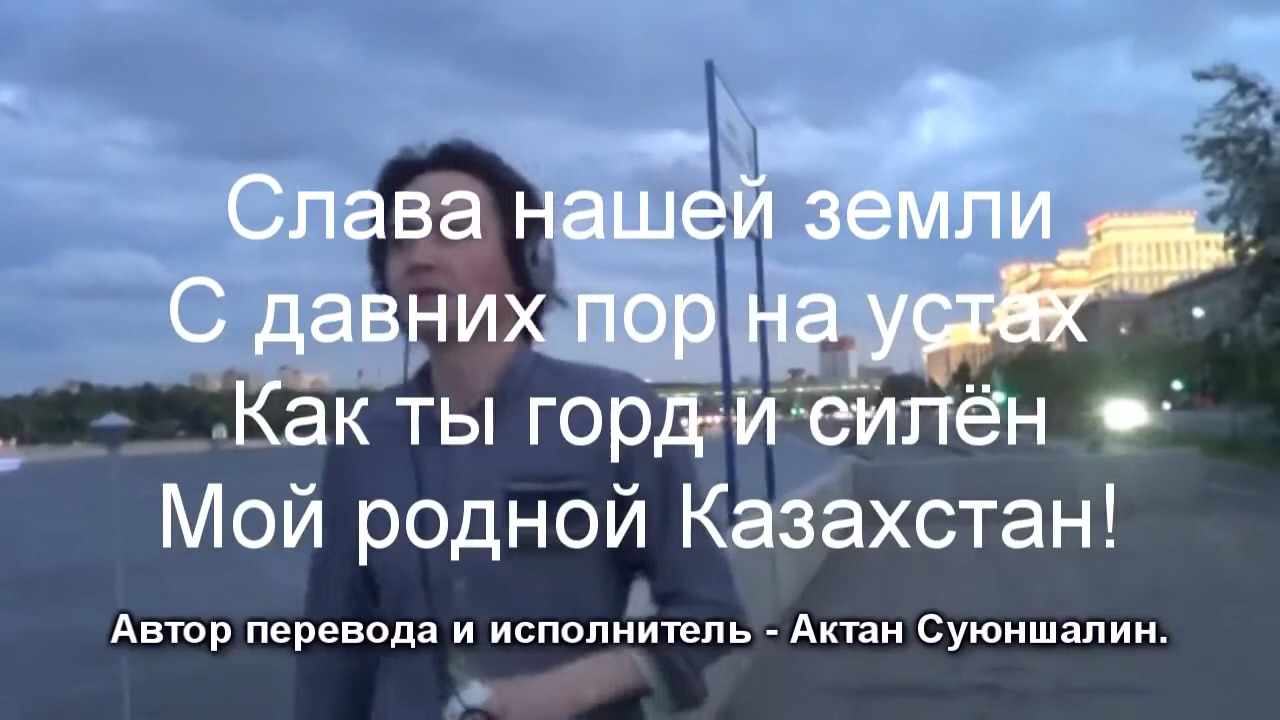 Слава нашей земли
С давних пор на устах
Как ты горд и силён
Мой родной Казахстан!
Автор перевода и исполнитель - Актан Суюншалин.